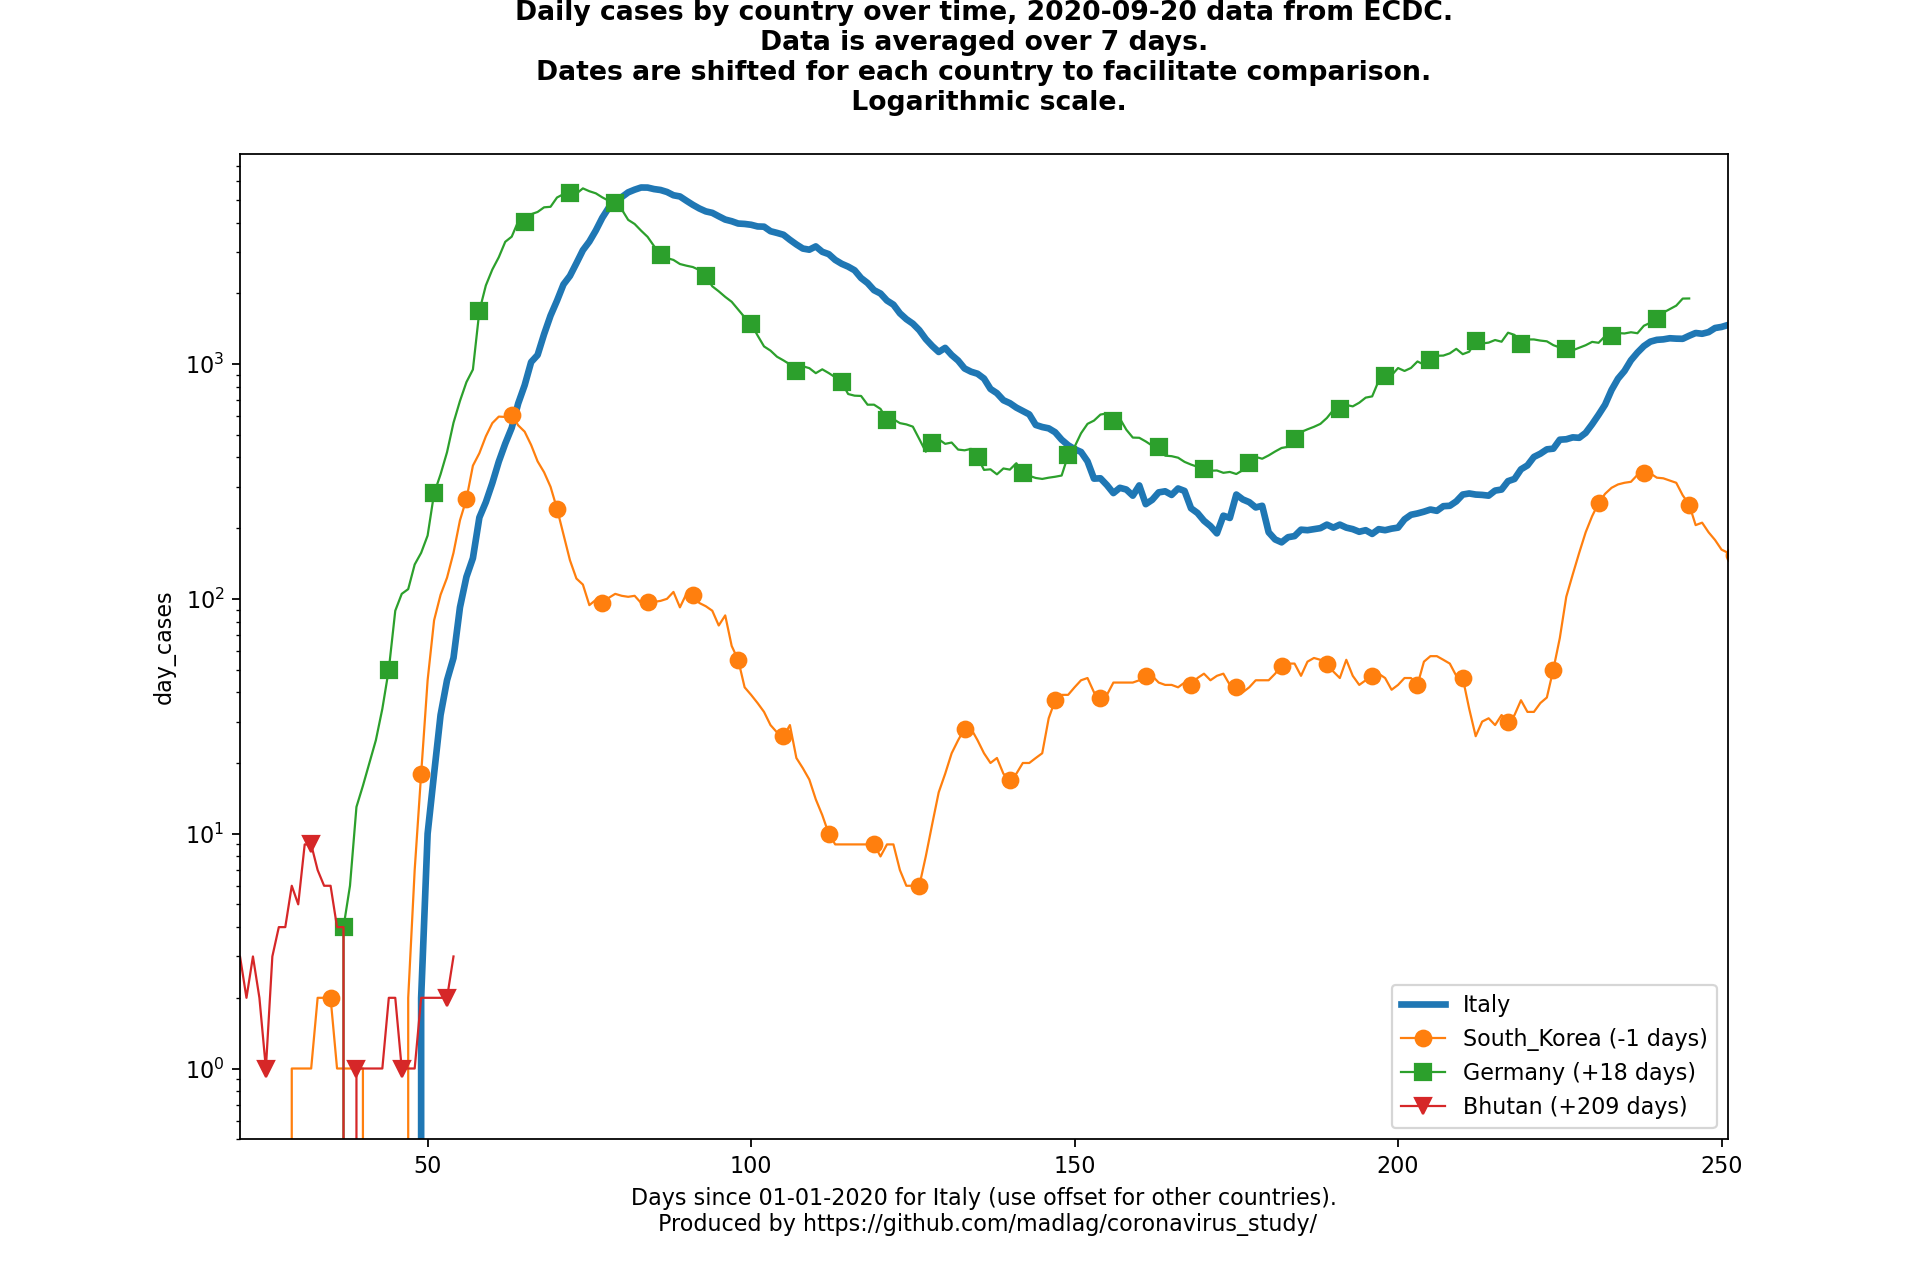 Daily cases by country over time, 2020-09-20 data from ECDC.
Data is averaged over 7 days.
Dates are shifted for each country to facilitate comparison.
Logarithmic scale.
day_cases
10³
10²
10¹
10⁰
Italy
South_Korea (-1 days)
Germany (+18 days)
Bhutan (+209 days)
50
100
150
200
250
Days since 01-01-2020 for Italy (use offset for other countries).
Produced by https://github.com/madlag/coronavirus_study/